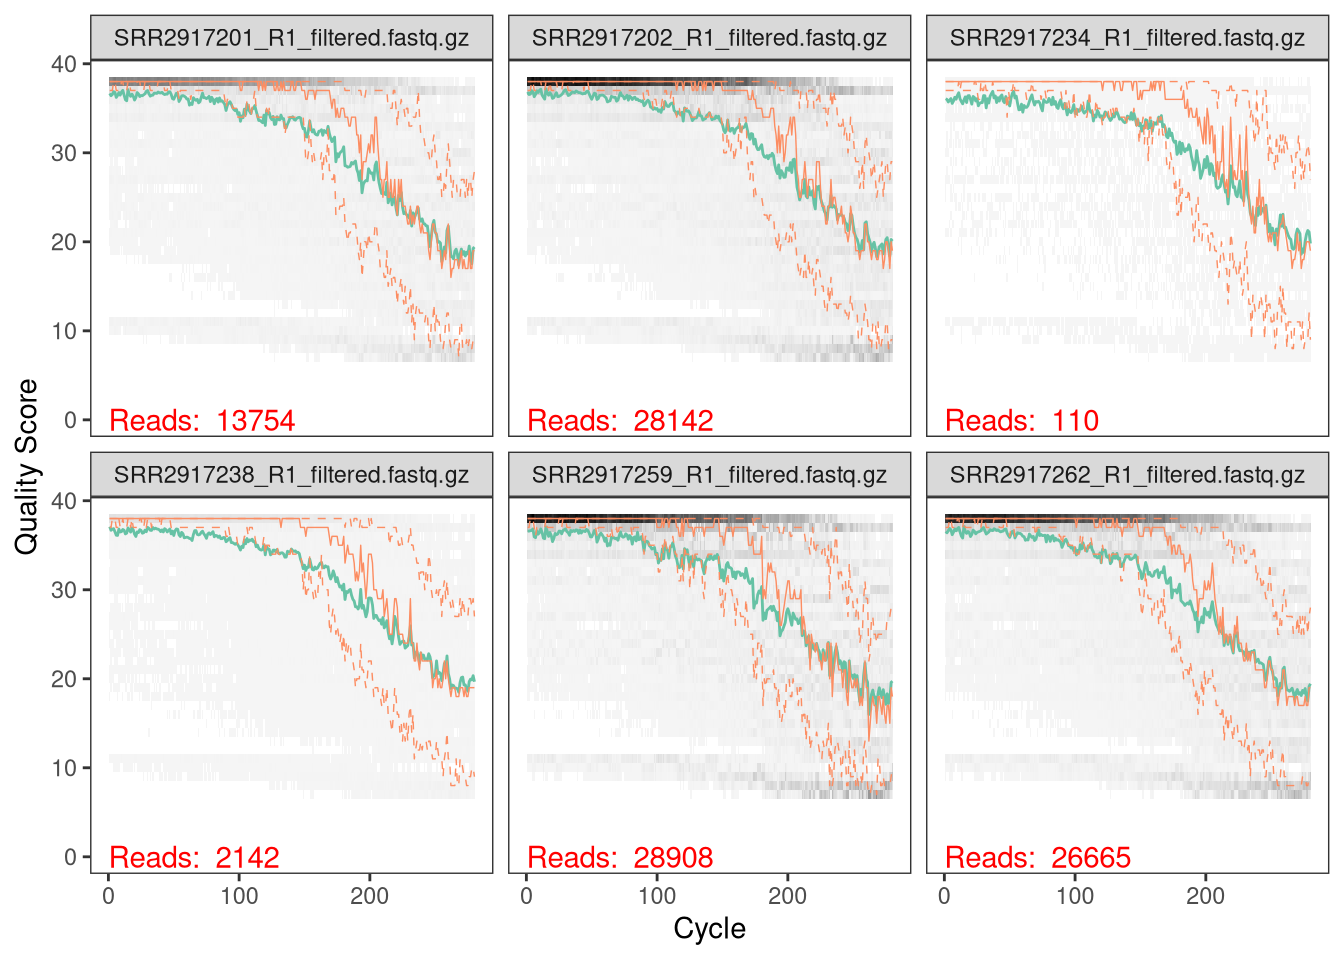 SRR2917201_R1_filtered.fastq.gz
SRR2917202_R1_filtered.fastq.gz
SRR2917234_R1_filtered.fastq.gz
40
30
20
10
0
Reads: 13754
Reads: 28142
Reads: 110
Quality Score
SRR2917238_R1_filtered.fastq.gz
SRR2917259_R1_filtered.fastq.gz
SRR2917262_R1_filtered.fastq.gz
40
30
20
10
0
Reads: 2142
Reads: 28908
Reads: 26665
0 100 200
0 100 200
0 100 200
Cycle